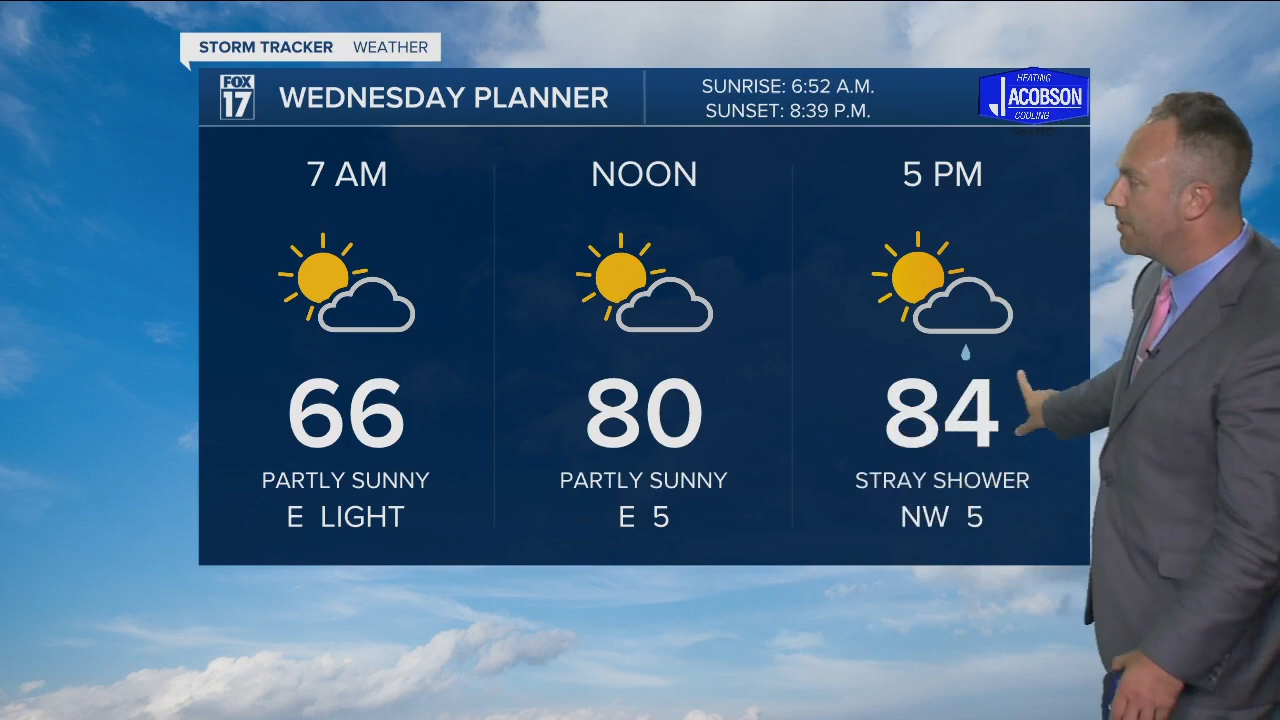 STORM TRACKER WEATHER
FOX
17
WEDNESDAY PLANNER
SUNRISE: 6:52 A.M.
SUNSET: 8:39 P.M.
HEATING
JACOBSON
COOLING
7 AM
NOON
5 PM
66
80
84
PARTLY SUNNY
PARTLY SUNNY
STRAY SHOWER
E LIGHT
E 5
NW 5